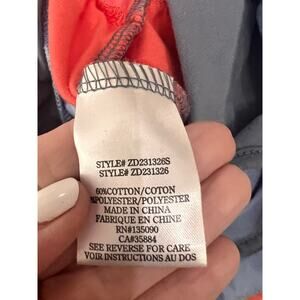 STYLE# ZD231326S
STYLE# ZD231326
60%COTTON/COTON
POLYESTER/POLYESTER
MADE IN CHINA
FABRIQUE EN CHINE
RN#135090
CA#35884
SEE REVERSE FOR CARE
VOIR INSTRUCTIONS AU DOS